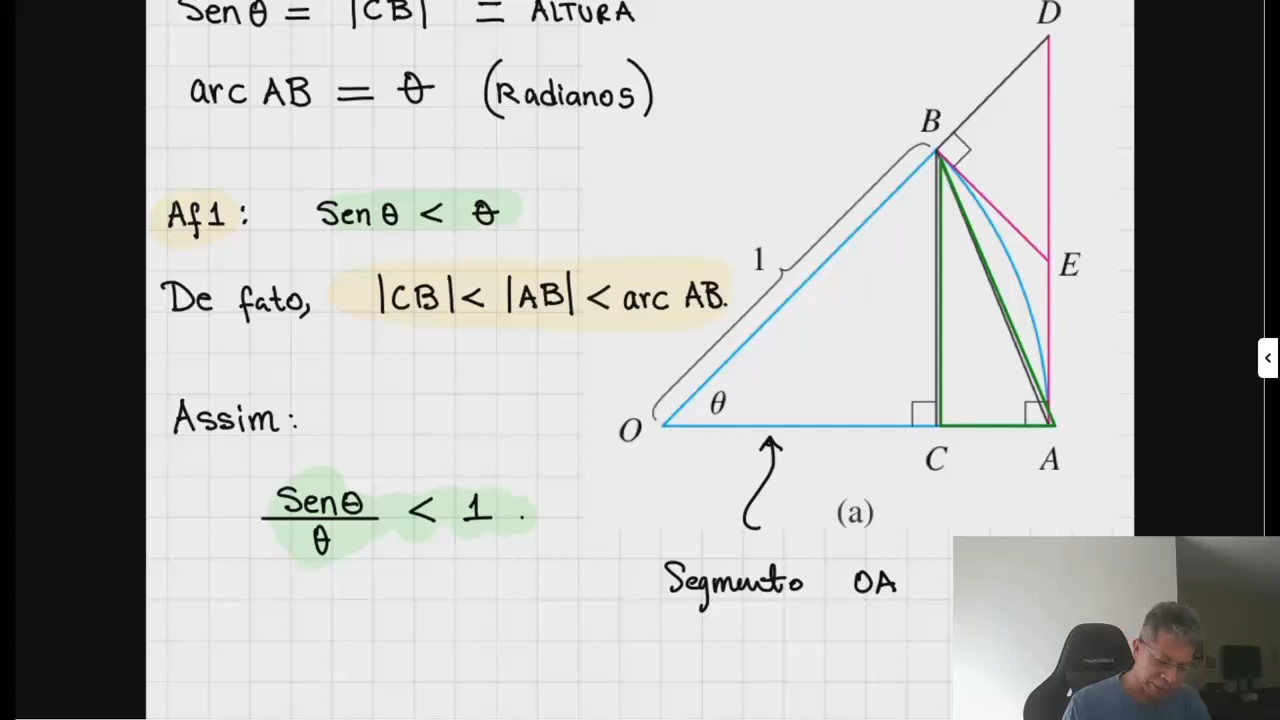 Sen θ = |CB| = ALTURA
arc AB = θ (Radianos)
Af1: Sen θ < θ
De fato, |CB| < |AB| < arc AB.
Assim:
Sen θ
θ
< 1 .
D
B
1
E
θ
O
C
A
(a)
Segmento OA